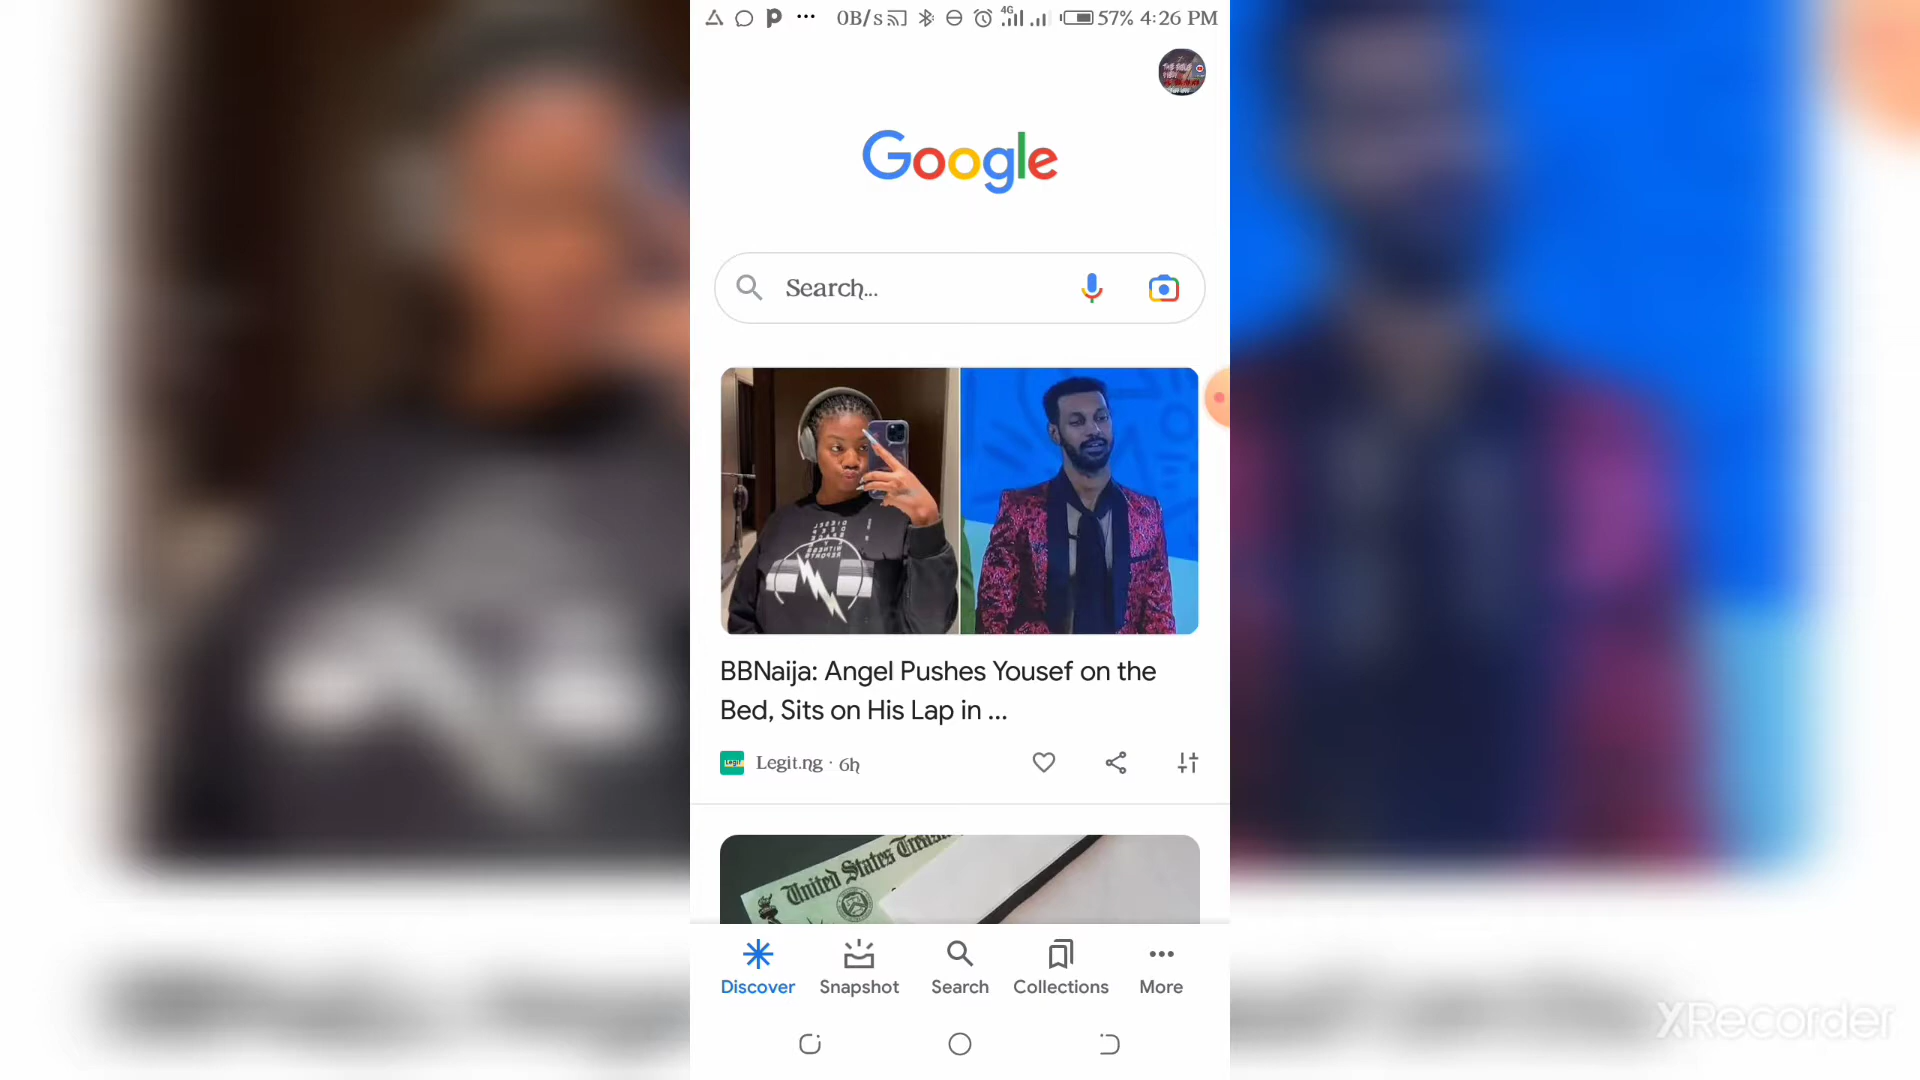 0B/s 4G 57% 4:26 PM
Google
Search...
BBNaija: Angel Pushes Yousef on the
Bed, Sits on His Lap in ...
Legit.ng · 6h
United States
Discover
Snapshot
Search
Collections
More
XRecorder